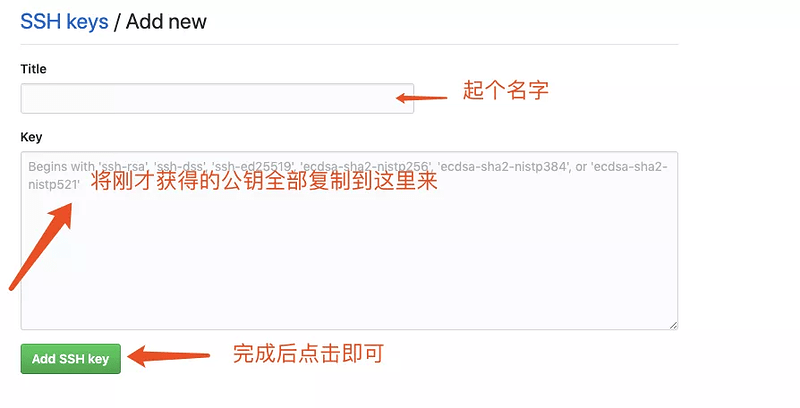 SSH keys / Add new
Title
起个名字
Key
Begins with 'ssh-rsa', 'ssh-dss', 'ssh-ed25519', 'ecdsa-sha2-nistp256', 'ecdsa-sha2-nistp384', or 'ecdsa-sha2-
nistp521'
将刚才获得的公钥全部复制到这里来
Add SSH key
完成后点击即可